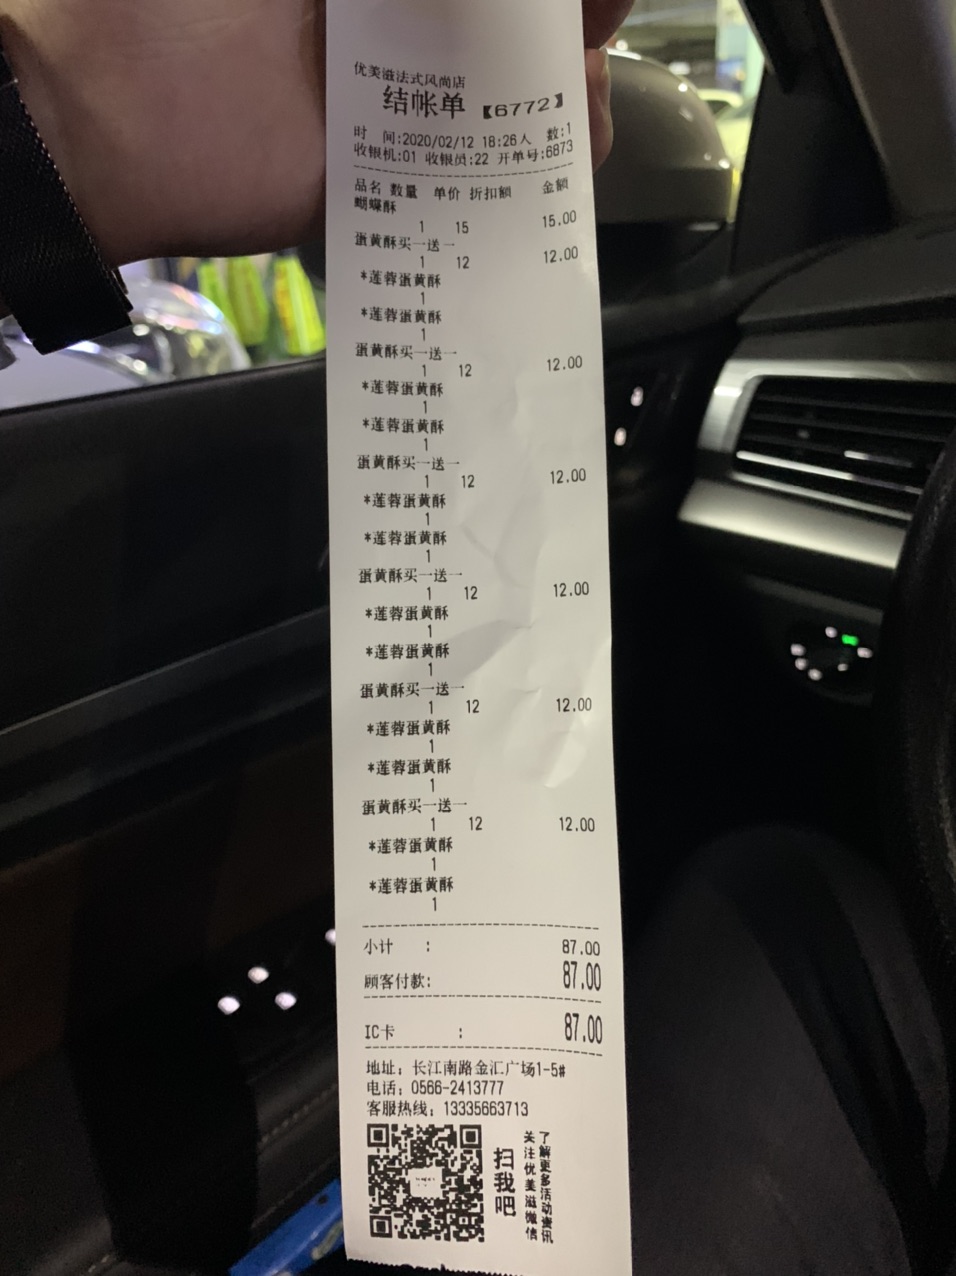 优美滋法式风尚店
结帐单【6772】
时 间:2020/02/12 18:26人 数:1
收银机:01 收银员:22 开单号:6873
品名 数量 单价 折扣额 金额
蝴蝶酥
1 15 15.00
蛋黄酥买一送一
1 12 12.00
*莲蓉蛋黄酥
1
*莲蓉蛋黄酥
1
蛋黄酥买一送一
1 12 12.00
*莲蓉蛋黄酥
1
*莲蓉蛋黄酥
1
蛋黄酥买一送一
1 12 12.00
*莲蓉蛋黄酥
1
*莲蓉蛋黄酥
1
蛋黄酥买一送一
1 12 12.00
*莲蓉蛋黄酥
1
*莲蓉蛋黄酥
1
蛋黄酥买一送一
1 12 12.00
*莲蓉蛋黄酥
1
*莲蓉蛋黄酥
1
蛋黄酥买一送一
1 12 12.00
*莲蓉蛋黄酥
1
*莲蓉蛋黄酥
1
小计 : 87.00
顾客付款: 87.00
IC卡 : 87.00
地址: 长江南路金汇广场1-5#
电话: 0566-2413777
客服热线: 13335663713
扫我吧
关注优美滋微信
了解更多活动资讯